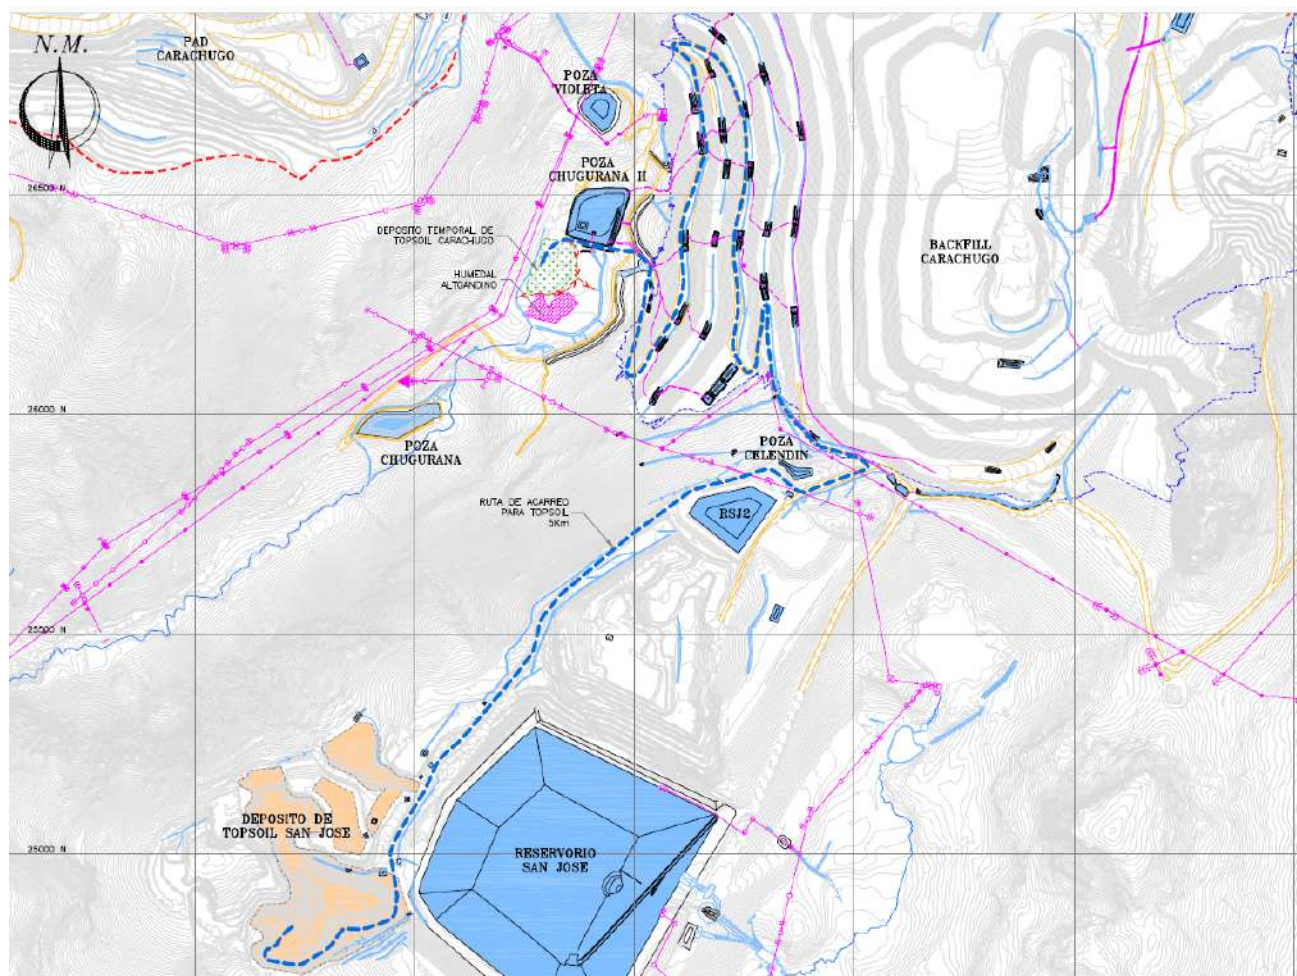 N.M.
PAD
CARACHUGO
POZA
VIOLETA
POZA
CHUGURANA II
26500 N
DEPOSITO TEMPORAL DE
TOPSOIL CARACHUGO
HUMEDAL
ALTOANDINO
BACKFILL
CARACHUGO
26000 N
POZA
CHUGURANA
POZA
CELENDIN
RUTA DE ACARREO
PARA TOPSOIL
5Km
RSJ2
25500 N
DEPOSITO DE
TOPSOIL SAN JOSE
25000 N
RESERVORIO
SAN JOSE